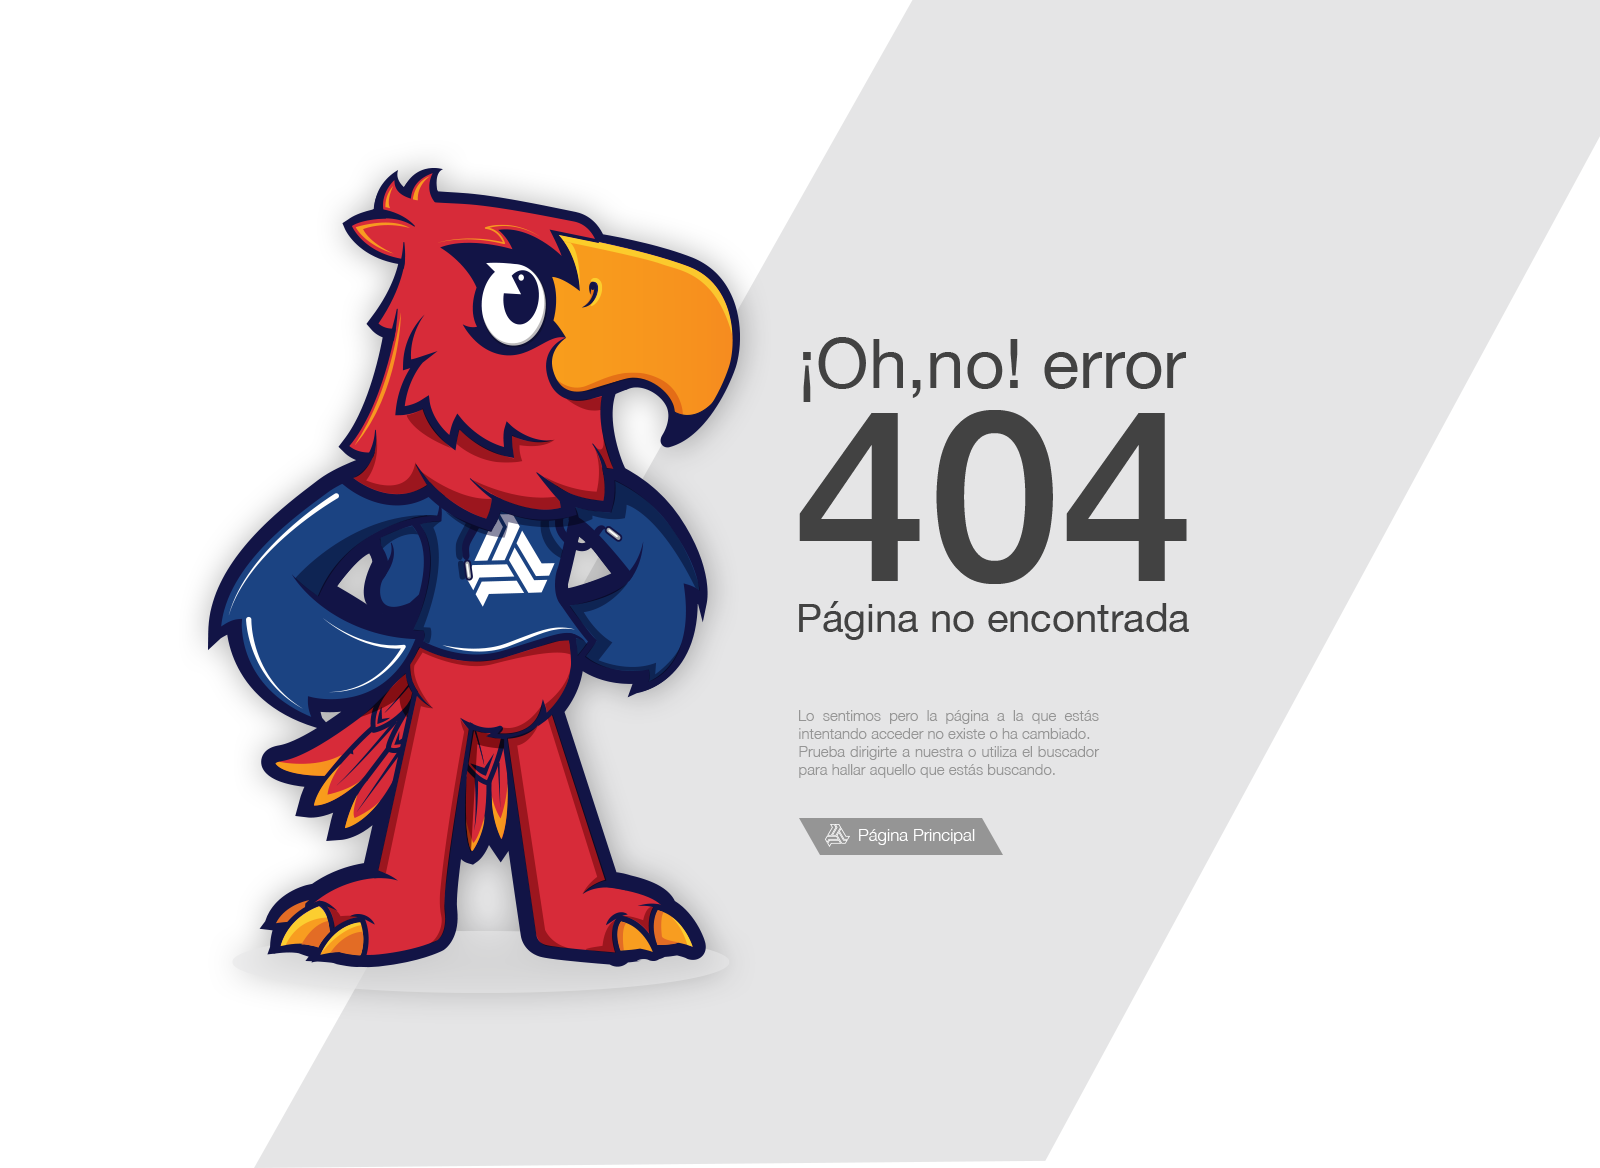 ¡Oh,no! error
404
Página no encontrada
Lo sentimos pero la página a la que estás
intentando acceder no existe o ha cambiado.
Prueba dirigirte a nuestra o utiliza el buscador
para hallar aquello que estás buscando.
Página Principal